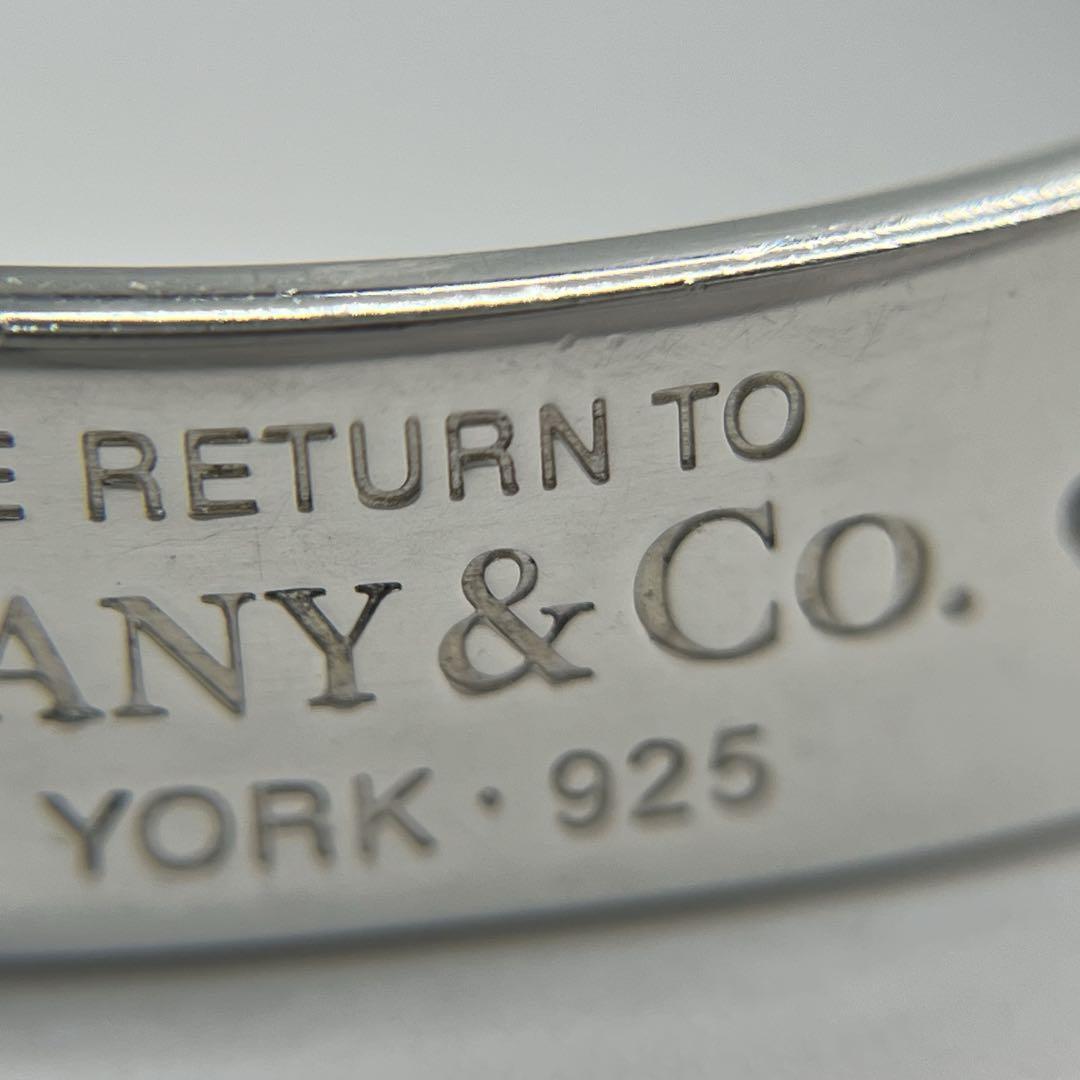 E RETURN TO
ANY & Co.
YORK · 925